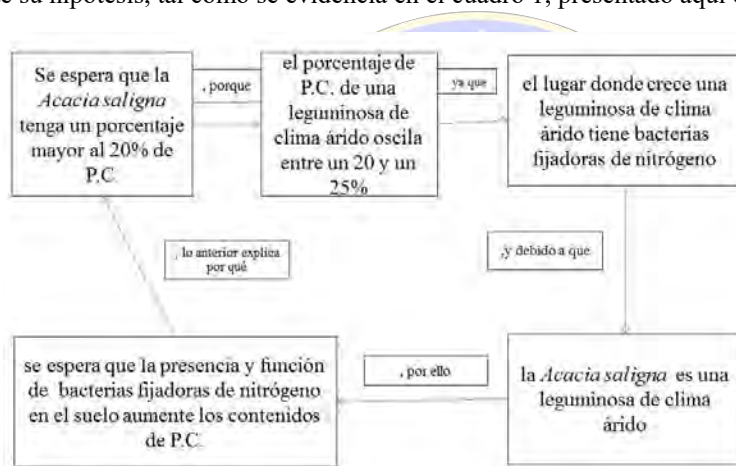 su hipótesis, tal como se evidencia en el cuadro 1, presentado aquí
Se espera que la
Acacia saligna
tenga un porcentaje
mayor al 20% de
P.C.
, porque
el porcentaje de
P.C. de una
leguminosa de
clima árido oscila
entre un 20 y un
25%
ya que
el lugar donde crece una
leguminosa de clima
árido tiene bacterias
fijadoras de nitrógeno
,y debido a que
la Acacia saligna es una
leguminosa de clima
árido
, por ello
se espera que la presencia y función
de bacterias fijadoras de nitrógeno
en el suelo aumente los contenidos
de P.C.
, lo anterior explica
por qué